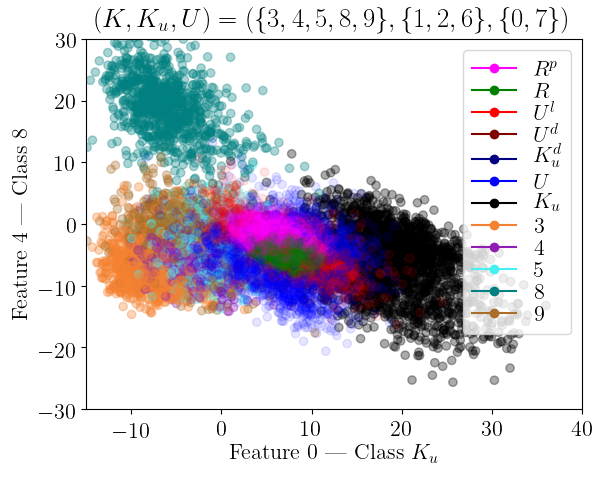 (K, K_u, U) = ({3, 4, 5, 8, 9}, {1, 2, 6}, {0, 7})
R^p
R
U^l
U^d
K_u^d
U
K_u
3
4
5
8
9
30
20
10
0
−10
−20
−30
Feature 4 — Class 8
−10 0 10 20 30 40
Feature 0 — Class K_u